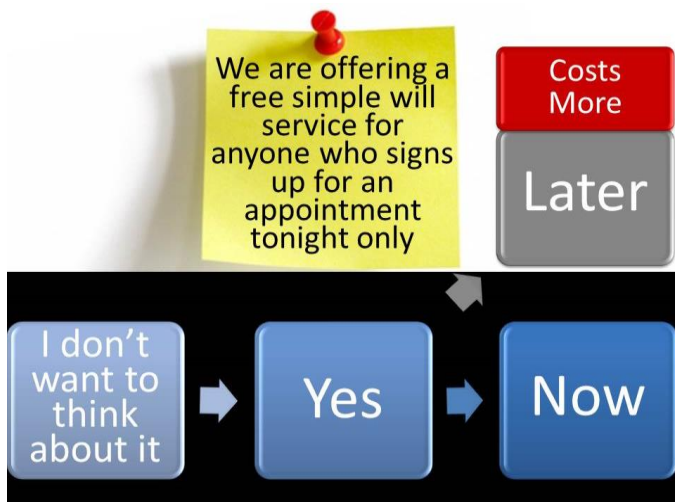 We are offering a
free simple will
service for
anyone who signs
up for an
appointment
tonight only
Costs
More
Later
I don't
want to
think
about it
Yes
Now